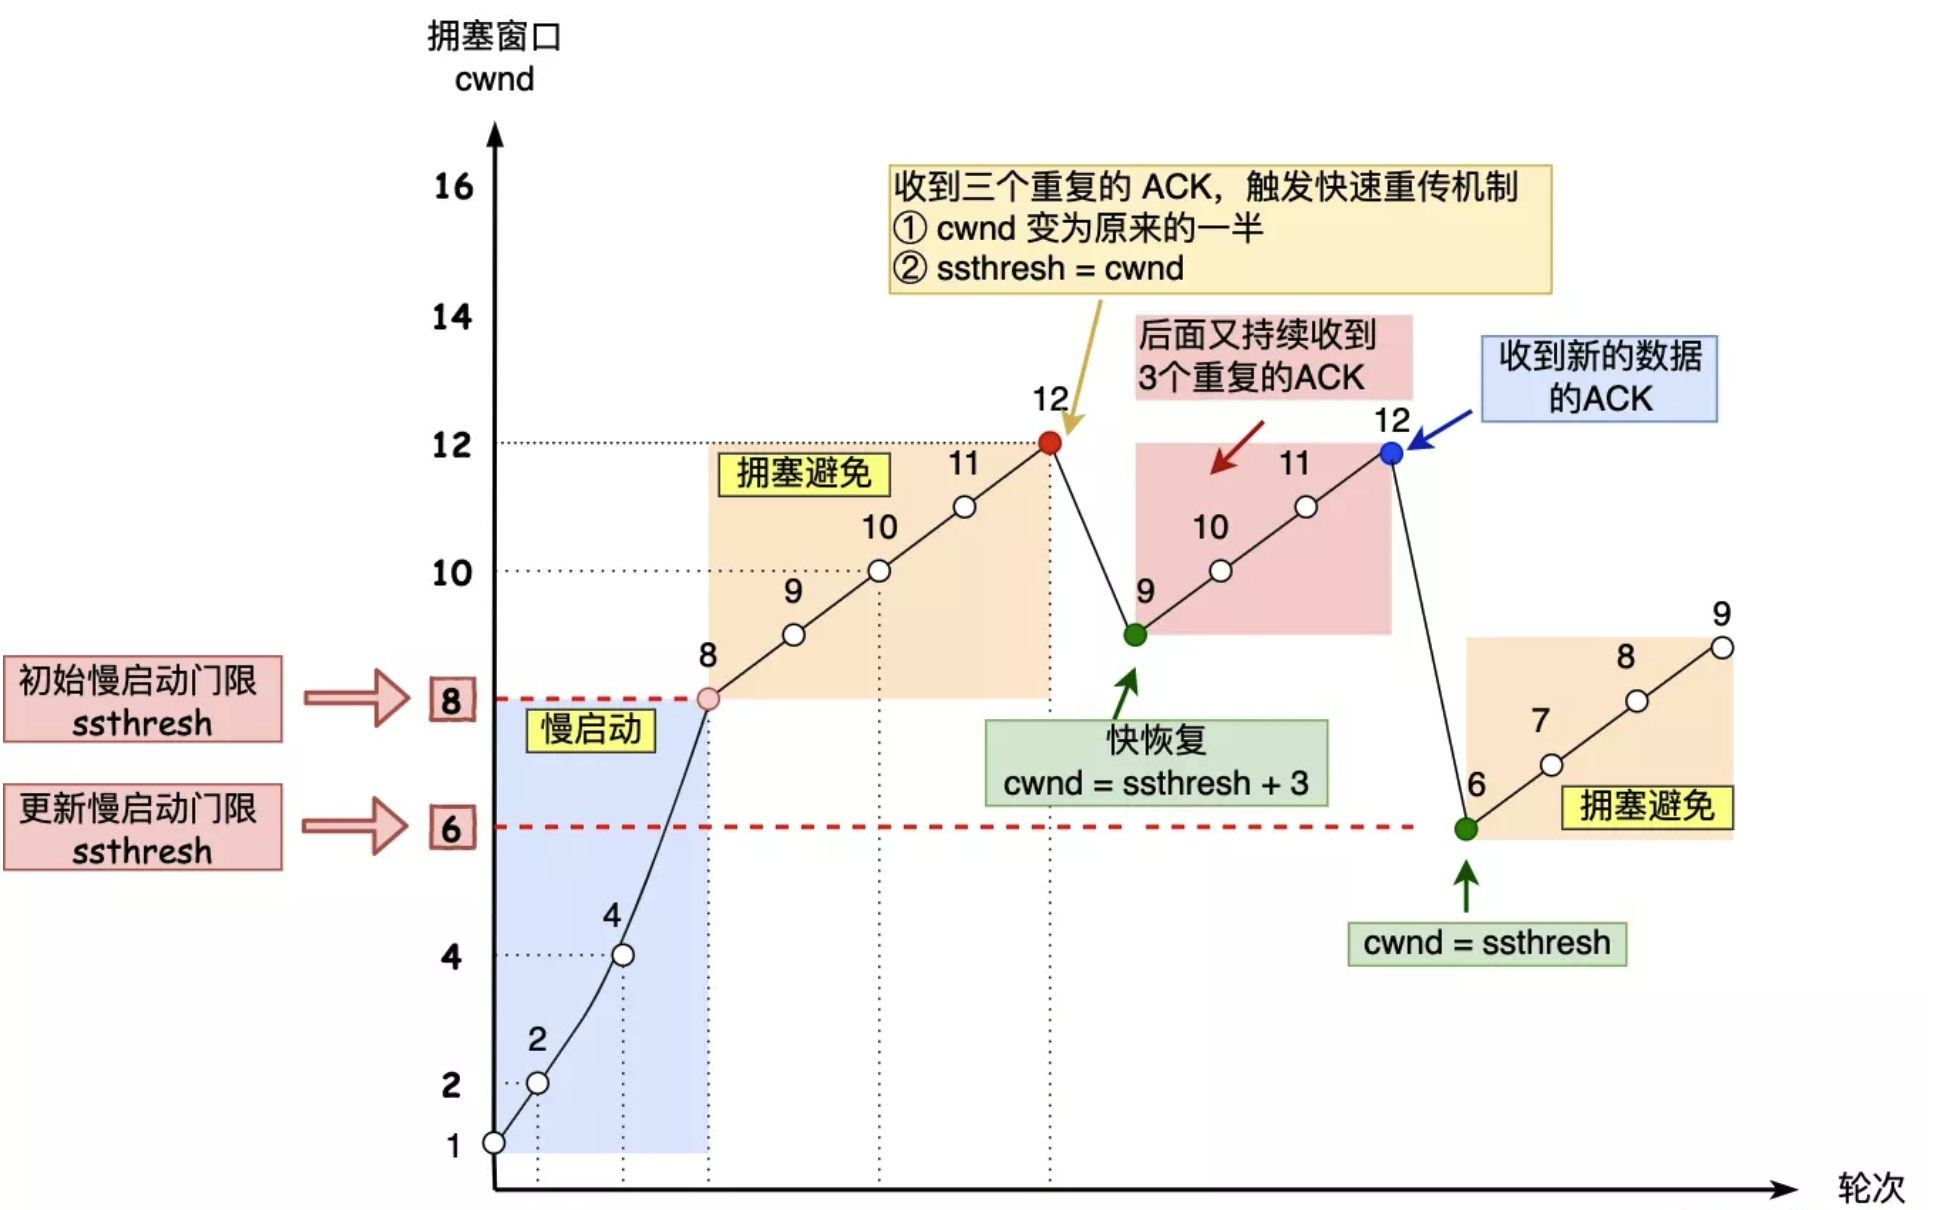 拥塞窗口
cwnd
16
收到三个重复的 ACK，触发快速重传机制
① cwnd 变为原来的一半
② ssthresh = cwnd
14
后面又持续收到
3个重复的ACK
收到新的数据
的ACK
12
12
12
拥塞避免
11
11
10
10
10
9
9
9
8
8
初始慢启动门限
ssthresh
8
慢启动
7
快恢复
cwnd = ssthresh + 3
6
拥塞避免
更新慢启动门限
ssthresh
6
4
cwnd = ssthresh
4
2
2
1
轮次